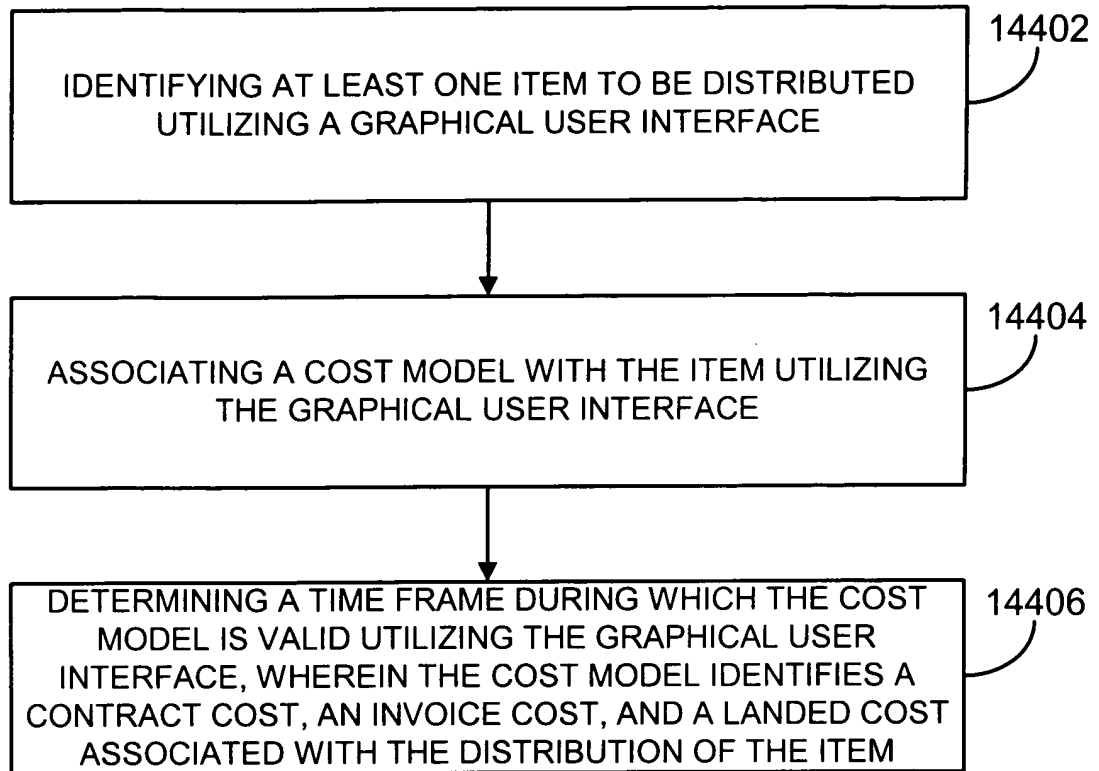 14402
IDENTIFYING AT LEAST ONE ITEM TO BE DISTRIBUTED
UTILIZING A GRAPHICAL USER INTERFACE
14404
ASSOCIATING A COST MODEL WITH THE ITEM UTILIZING
THE GRAPHICAL USER INTERFACE
14406
DETERMINING A TIME FRAME DURING WHICH THE COST
MODEL IS VALID UTILIZING THE GRAPHICAL USER
INTERFACE, WHEREIN THE COST MODEL IDENTIFIES A
CONTRACT COST, AN INVOICE COST, AND A LANDED COST
ASSOCIATED WITH THE DISTRIBUTION OF THE ITEM